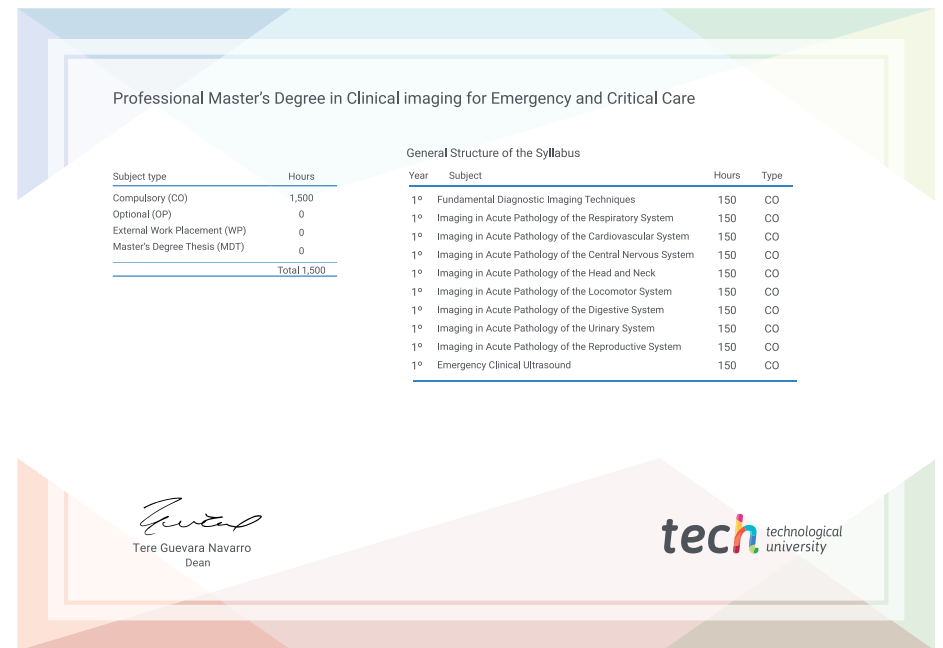 Professional Master's Degree in Clinical imaging for Emergency and Critical Care
Subject type Hours
Compulsory (CO) 1,500
Optional (OP) 0
External Work Placement (WP) 0
Master's Degree Thesis (MDT) 0
Total 1,500
General Structure of the Syllabus
Year Subject Hours Type
1º Fundamental Diagnostic Imaging Techniques 150 CO
1º Imaging in Acute Pathology of the Respiratory System 150 CO
1º Imaging in Acute Pathology of the Cardiovascular System 150 CO
1º Imaging in Acute Pathology of the Central Nervous System 150 CO
1º Imaging in Acute Pathology of the Head and Neck 150 CO
1º Imaging in Acute Pathology of the Locomotor System 150 CO
1º Imaging in Acute Pathology of the Digestive System 150 CO
1º Imaging in Acute Pathology of the Urinary System 150 CO
1º Imaging in Acute Pathology of the Reproductive System 150 CO
1º Emergency Clinical Ultrasound 150 CO
Tere Guevara Navarro
Dean
tech technological
university